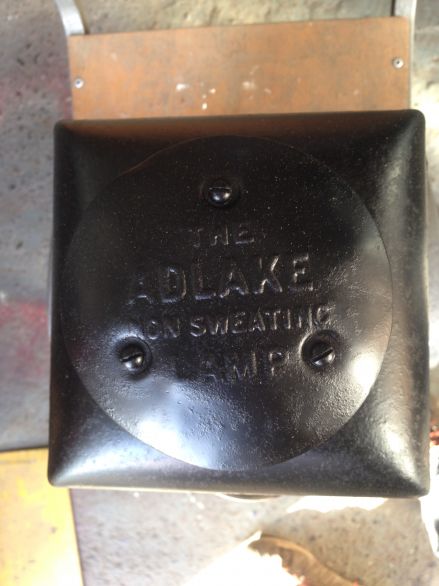 THE
ADLAKE
NON SWEATING
LAMP